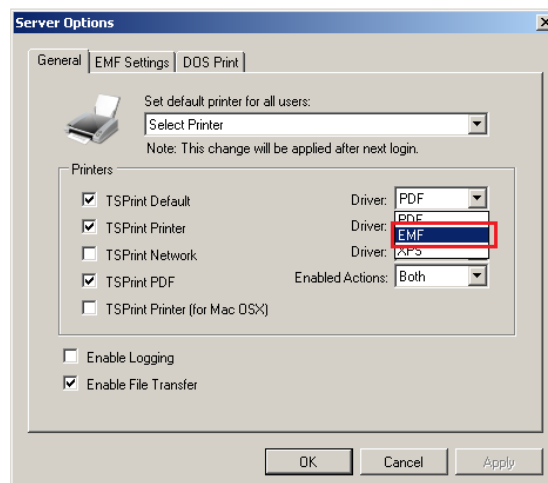 Server Options
General EMF Settings DOS Print
Set default printer for all users:
Select Printer
Note: This change will be applied after next login.
Printers
TSPrint Default Driver: PDF
PDF
TSPrint Printer Driver: EMF
TSPrint Network Driver: XPS
TSPrint PDF Enabled Actions: Both
TSPrint Printer (for Mac OSX)
Enable Logging
Enable File Transfer
OK Cancel Apply